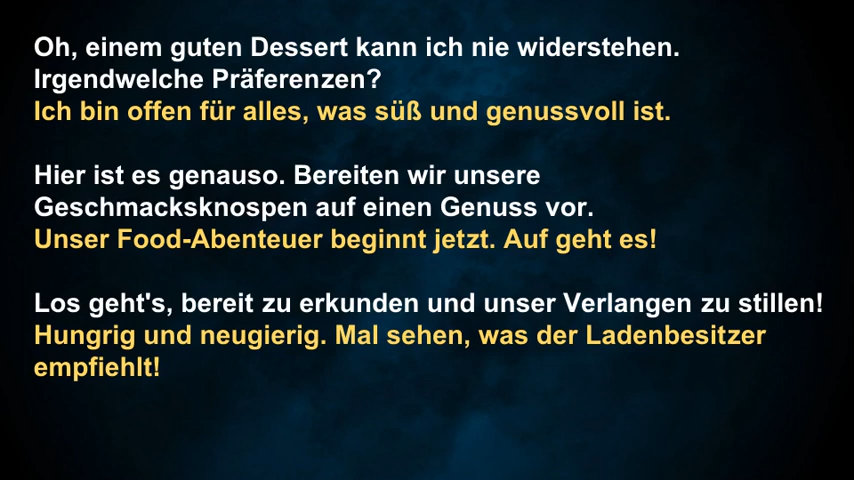 Oh, einem guten Dessert kann ich nie widerstehen.
Irgendwelche Präferenzen?
Ich bin offen für alles, was süß und genussvoll ist.
Hier ist es genauso. Bereiten wir unsere
Geschmacksknospen auf einen Genuss vor.
Unser Food-Abenteuer beginnt jetzt. Auf geht es!
Los geht's, bereit zu erkunden und unser Verlangen zu stillen!
Hungrig und neugierig. Mal sehen, was der Ladenbesitzer
empfiehlt!